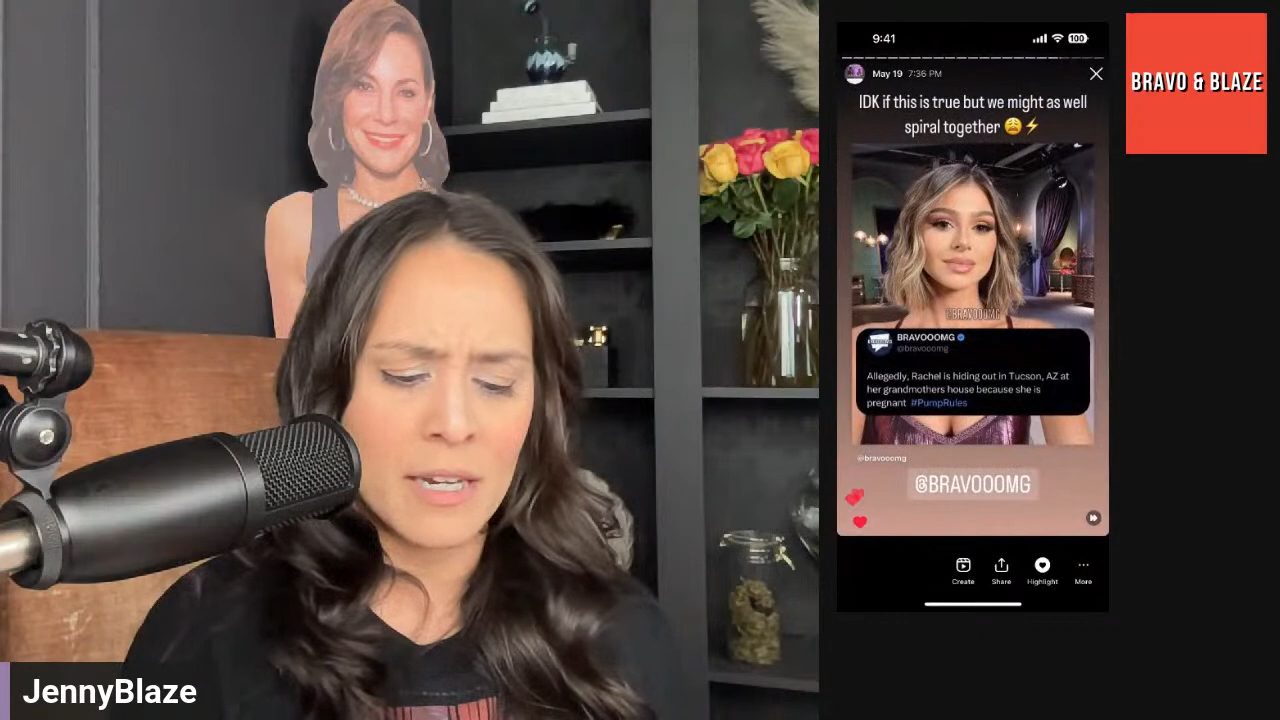 9:41
100
May 19 7:36 PM
IDK if this is true but we might as well
spiral together 😩⚡
@BRAVOOOMG
BRAVOOOMG
@bravooomg
Allegedly, Rachel is hiding out in Tucson, AZ at
her grandmothers house because she is
pregnant #PumpRules
@bravooomg
@BRAVOOOMG
Create Share Highlight More
BRAVO & BLAZE
JennyBlaze